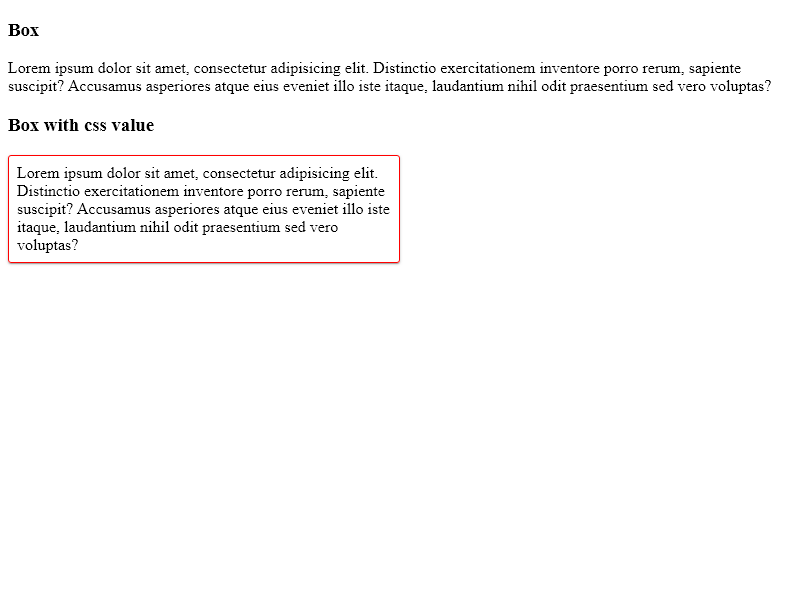 Box
Lorem ipsum dolor sit amet, consectetur adipisicing elit. Distinctio exercitationem inventore porro rerum, sapiente
suscipit? Accusamus asperiores atque eius eveniet illo iste itaque, laudantium nihil odit praesentium sed vero voluptas?
Box with css value
Lorem ipsum dolor sit amet, consectetur adipisicing elit.
Distinctio exercitationem inventore porro rerum, sapiente
suscipit? Accusamus asperiores atque eius eveniet illo iste
itaque, laudantium nihil odit praesentium sed vero
voluptas?